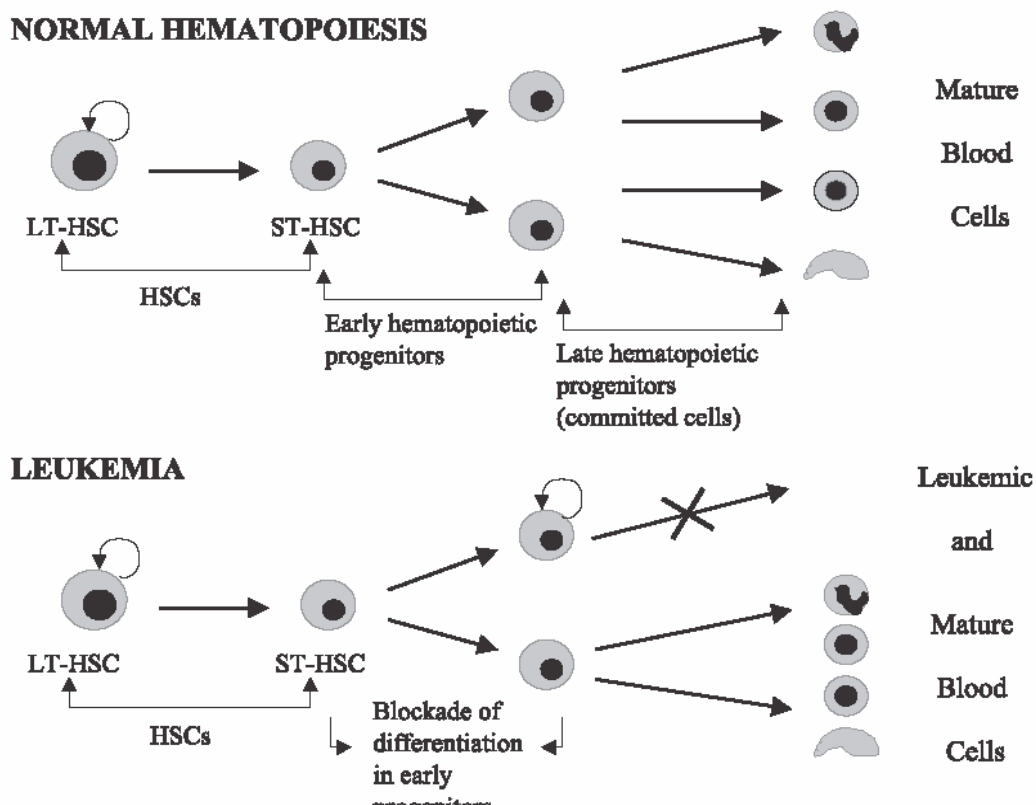 NORMAL HEMATOPOIESIS
Mature
Blood
Cells
LT-HSC
ST-HSC
HSCs
Early hematopoietic
progenitors
Late hematopoietic
progenitors
(committed cells)
LEUKEMIA
Leukemic
and
Mature
Blood
Cells
LT-HSC
ST-HSC
HSCs
Blockade of
differentiation
in early